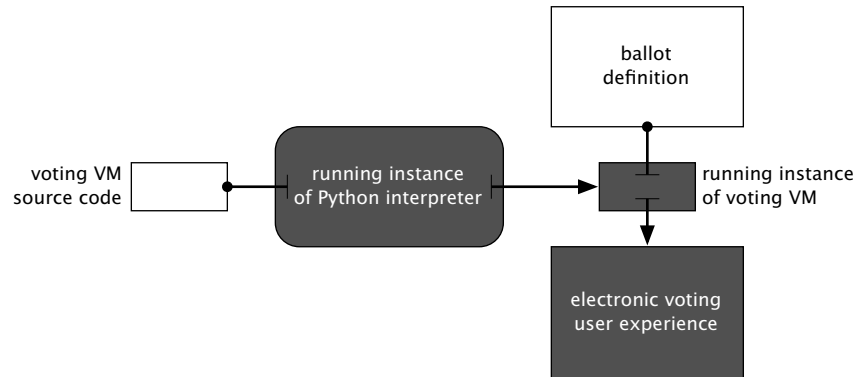 ballot
definition
voting VM
source code
running instance
of Python interpreter
running instance
of voting VM
electronic voting
user experience